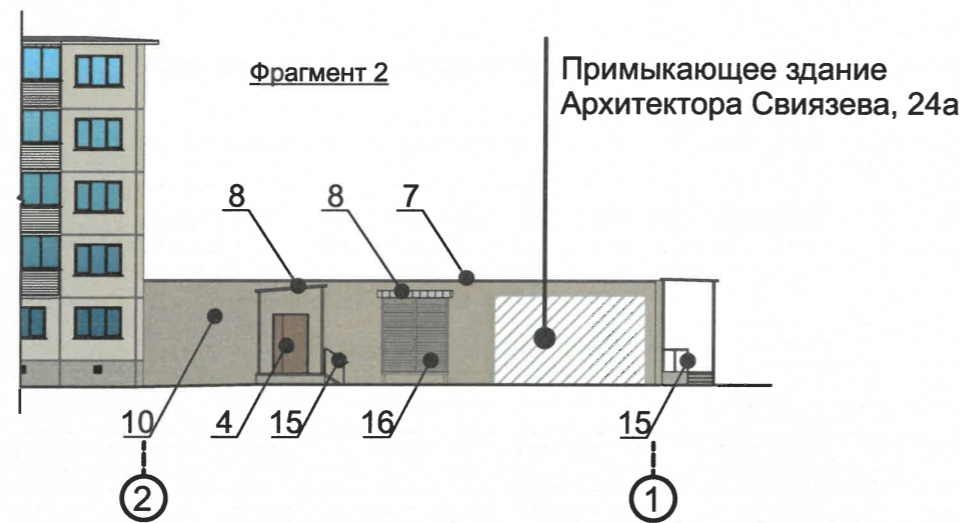 Фрагмент 2
Примыкающее здание
Архитектора Свиязева, 24а
8 8 7
10 4 15 16 15
2 1